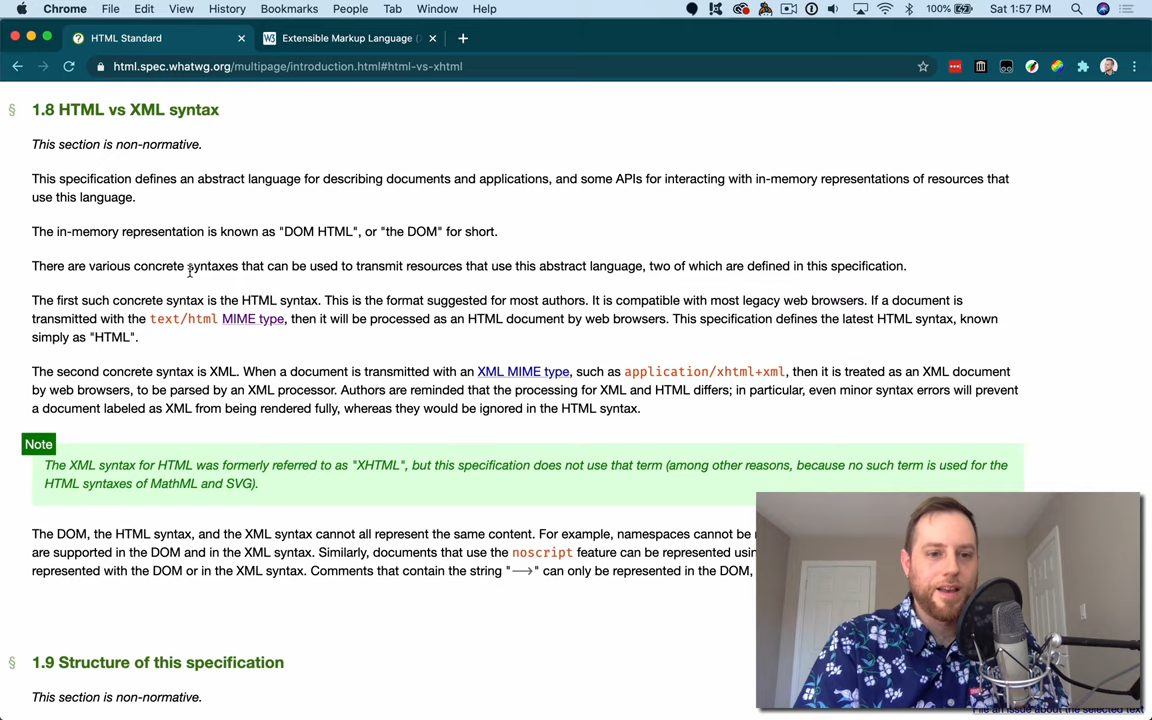 Chrome File Edit View History Bookmarks People Tab Window Help 100% Sat 1:57 PM
HTML Standard Extensible Markup Language (
html.spec.whatwg.org/multipage/introduction.html#html-vs-xhtml
§ 1.8 HTML vs XML syntax
This section is non-normative.
This specification defines an abstract language for describing documents and applications, and some APIs for interacting with in-memory representations of resources that
use this language.
The in-memory representation is known as "DOM HTML", or "the DOM" for short.
There are various concrete syntaxes that can be used to transmit resources that use this abstract language, two of which are defined in this specification.
The first such concrete syntax is the HTML syntax. This is the format suggested for most authors. It is compatible with most legacy web browsers. If a document is
transmitted with the text/html MIME type, then it will be processed as an HTML document by web browsers. This specification defines the latest HTML syntax, known
simply as "HTML".
The second concrete syntax is XML. When a document is transmitted with an XML MIME type, such as application/xhtml+xml, then it is treated as an XML document
by web browsers, to be parsed by an XML processor. Authors are reminded that the processing for XML and HTML differs; in particular, even minor syntax errors will prevent
a document labeled as XML from being rendered fully, whereas they would be ignored in the HTML syntax.
Note
The XML syntax for HTML was formerly referred to as "XHTML", but this specification does not use that term (among other reasons, because no such term is used for the
HTML syntaxes of MathML and SVG).
The DOM, the HTML syntax, and the XML syntax cannot all represent the same content. For example, namespaces cannot be
are supported in the DOM and in the XML syntax. Similarly, documents that use the noscript feature can be represented usin
represented with the DOM or in the XML syntax. Comments that contain the string "-->" can only be represented in the DOM,
§ 1.9 Structure of this specification
This section is non-normative.
File an issue about the selected text